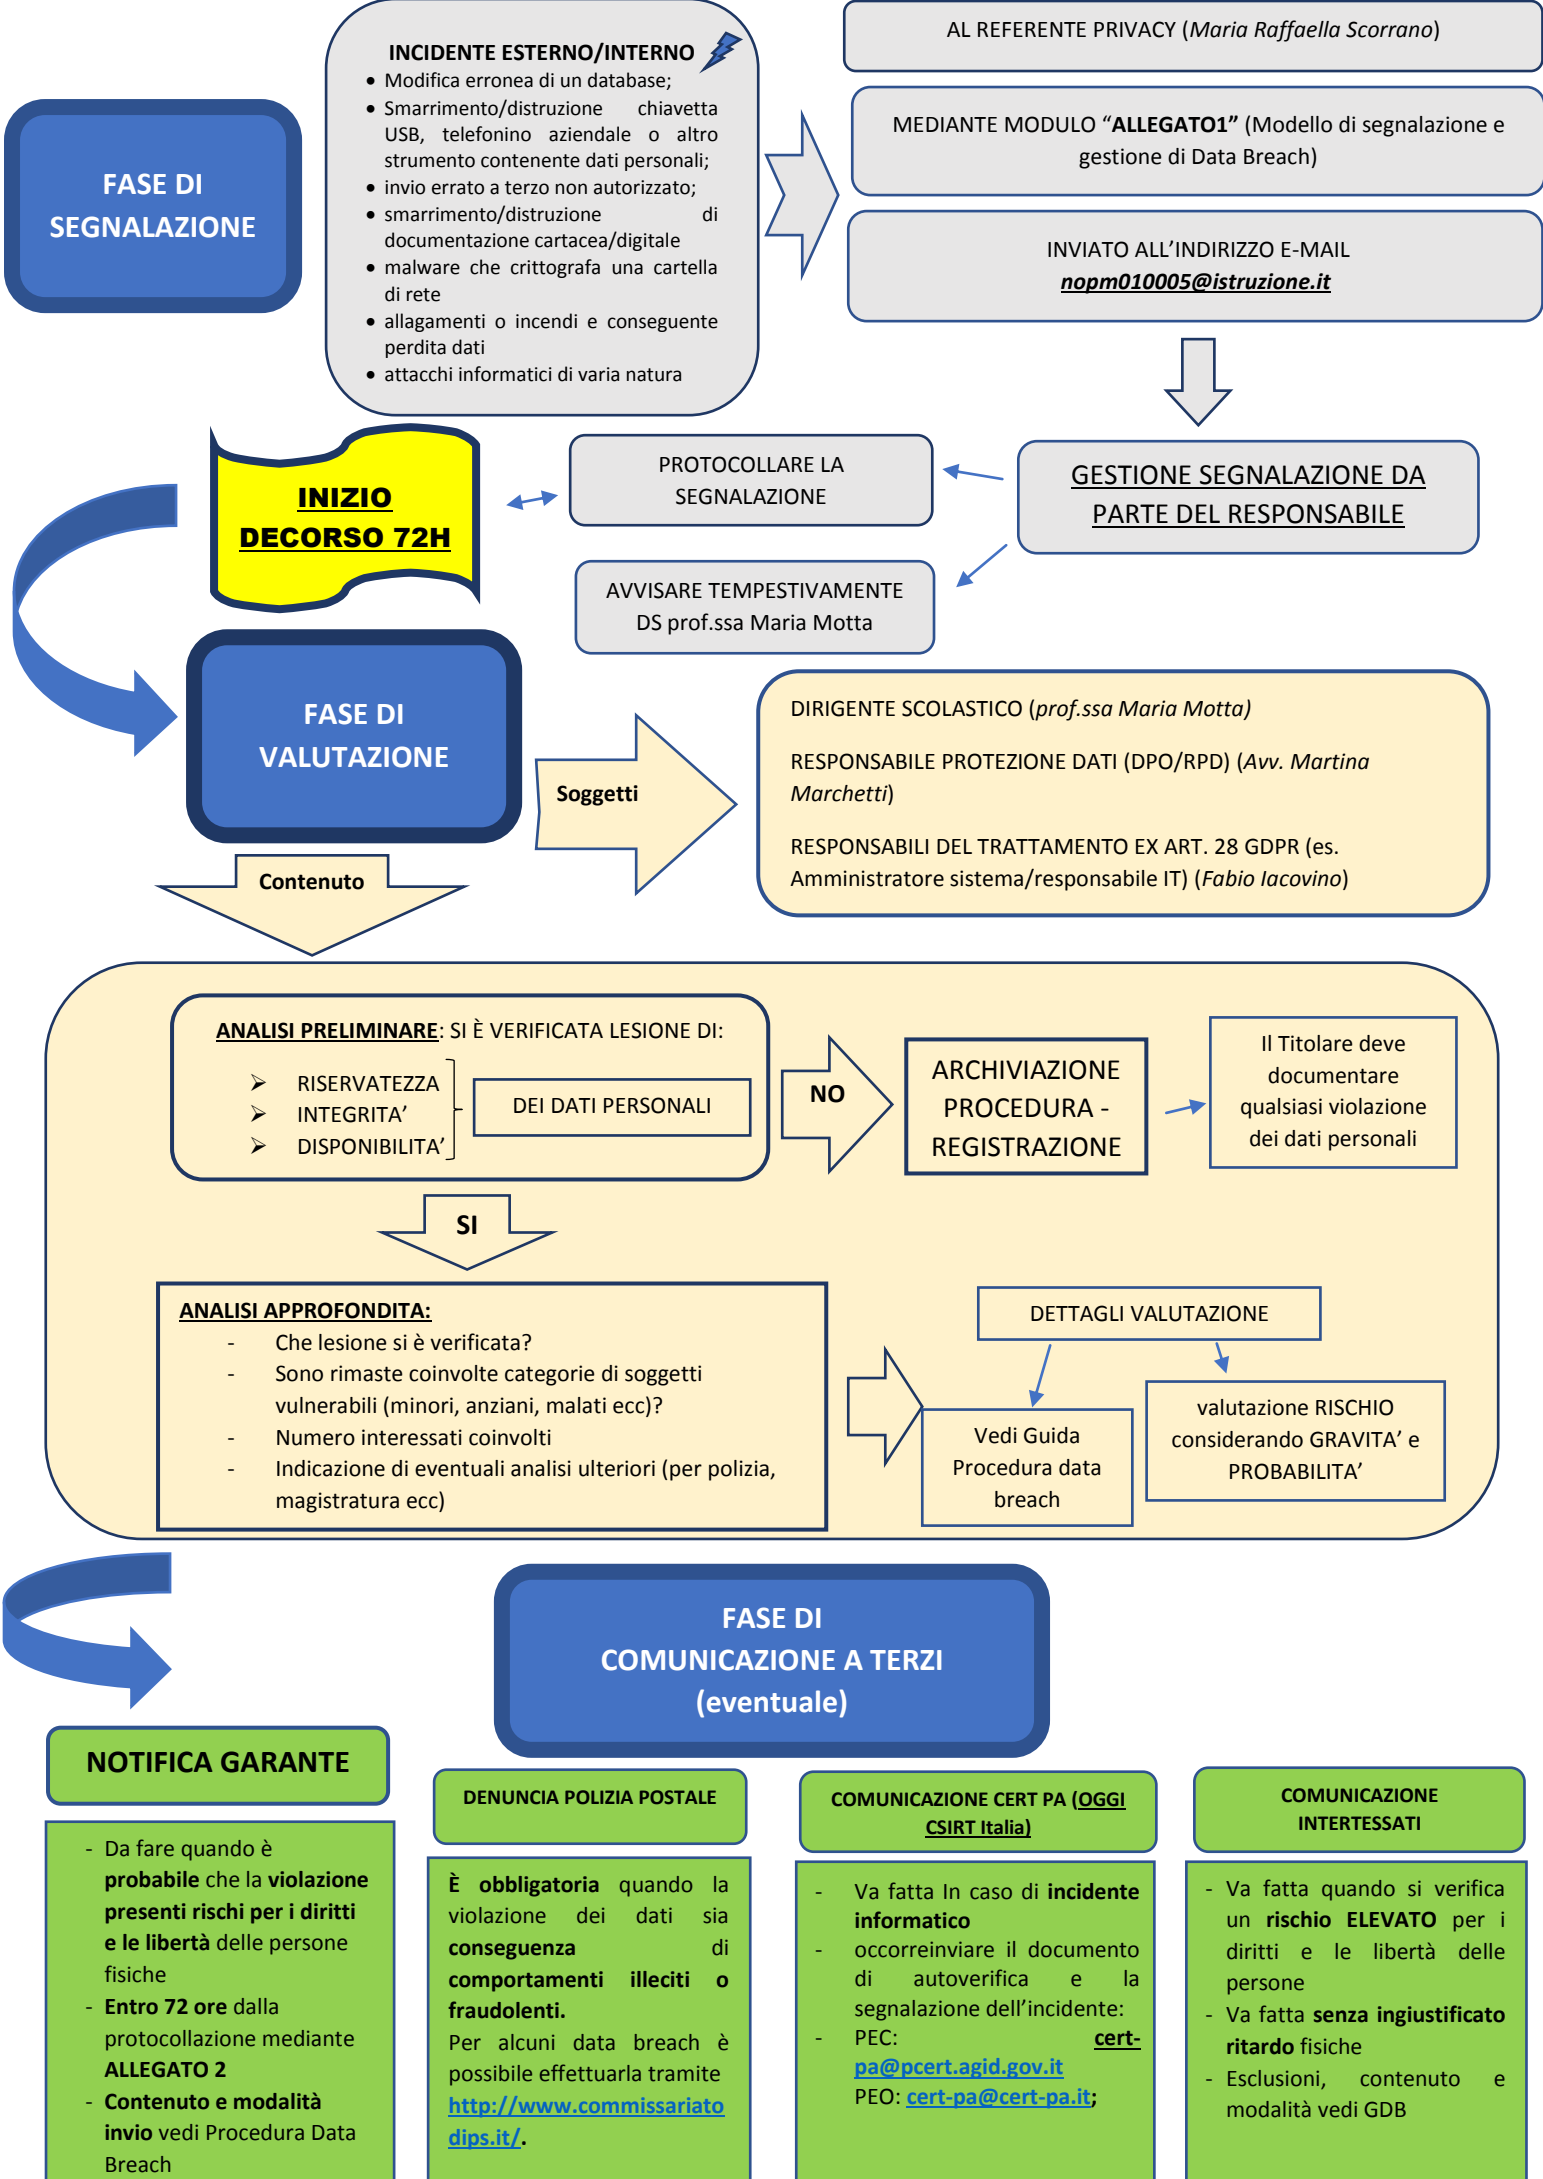 FASE DI
SEGNALAZIONE
INCIDENTE ESTERNO/INTERNO
• Modifica erronea di un database;
• Smarrimento/distruzione chiavetta
USB, telefonino aziendale o altro
strumento contenente dati personali;
• invio errato a terzo non autorizzato;
• smarrimento/distruzione di
documentazione cartacea/digitale
• malware che crittografa una cartella
di rete
• allagamenti o incendi e conseguente
perdita dati
• attacchi informatici di varia natura
AL REFERENTE PRIVACY (Maria Raffaella Scorrano)
MEDIANTE MODULO “ALLEGATO1” (Modello di segnalazione e
gestione di Data Breach)
INVIATO ALL’INDIRIZZO E-MAIL
nopm010005@istruzione.it
GESTIONE SEGNALAZIONE DA
PARTE DEL RESPONSABILE
PROTOCOLLARE LA
SEGNALAZIONE
AVVISARE TEMPESTIVAMENTE
DS prof.ssa Maria Motta
INIZIO
DECORSO 72H
FASE DI
VALUTAZIONE
Soggetti
DIRIGENTE SCOLASTICO (prof.ssa Maria Motta)
RESPONSABILE PROTEZIONE DATI (DPO/RPD) (Avv. Martina
Marchetti)
RESPONSABILI DEL TRATTAMENTO EX ART. 28 GDPR (es.
Amministratore sistema/responsabile IT) (Fabio Iacovino)
Contenuto
ANALISI PRELIMINARE: SI È VERIFICATA LESIONE DI:
➢ RISERVATEZZA
➢ INTEGRITA’
➢ DISPONIBILITA’
DEI DATI PERSONALI
NO
ARCHIVIAZIONE
PROCEDURA -
REGISTRAZIONE
Il Titolare deve
documentare
qualsiasi violazione
dei dati personali
SI
ANALISI APPROFONDITA:
- Che lesione si è verificata?
- Sono rimaste coinvolte categorie di soggetti
vulnerabili (minori, anziani, malati ecc)?
- Numero interessati coinvolti
- Indicazione di eventuali analisi ulteriori (per polizia,
magistratura ecc)
DETTAGLI VALUTAZIONE
Vedi Guida
Procedura data
breach
valutazione RISCHIO
considerando GRAVITA’ e
PROBABILITA’
FASE DI
COMUNICAZIONE A TERZI
(eventuale)
NOTIFICA GARANTE
- Da fare quando è
probabile che la violazione
presenti rischi per i diritti
e le libertà delle persone
fisiche
- Entro 72 ore dalla
protocollazione mediante
ALLEGATO 2
- Contenuto e modalità
invio vedi Procedura Data
Breach
DENUNCIA POLIZIA POSTALE
È obbligatoria quando la
violazione dei dati sia
conseguenza di
comportamenti illeciti o
fraudolenti.
Per alcuni data breach è
possibile effettuarla tramite
http://www.commissariato
dips.it/.
COMUNICAZIONE CERT PA (OGGI
CSIRT Italia)
- Va fatta In caso di incidente
informatico
- occorreinviare il documento
di autoverifica e la
segnalazione dell’incidente:
- PEC: cert-
pa@pcert.agid.gov.it
PEO: cert-pa@cert-pa.it;
COMUNICAZIONE
INTERTESSATI
- Va fatta quando si verifica
un rischio ELEVATO per i
diritti e le libertà delle
persone
- Va fatta senza ingiustificato
ritardo fisiche
- Esclusioni, contenuto e
modalità vedi GDB